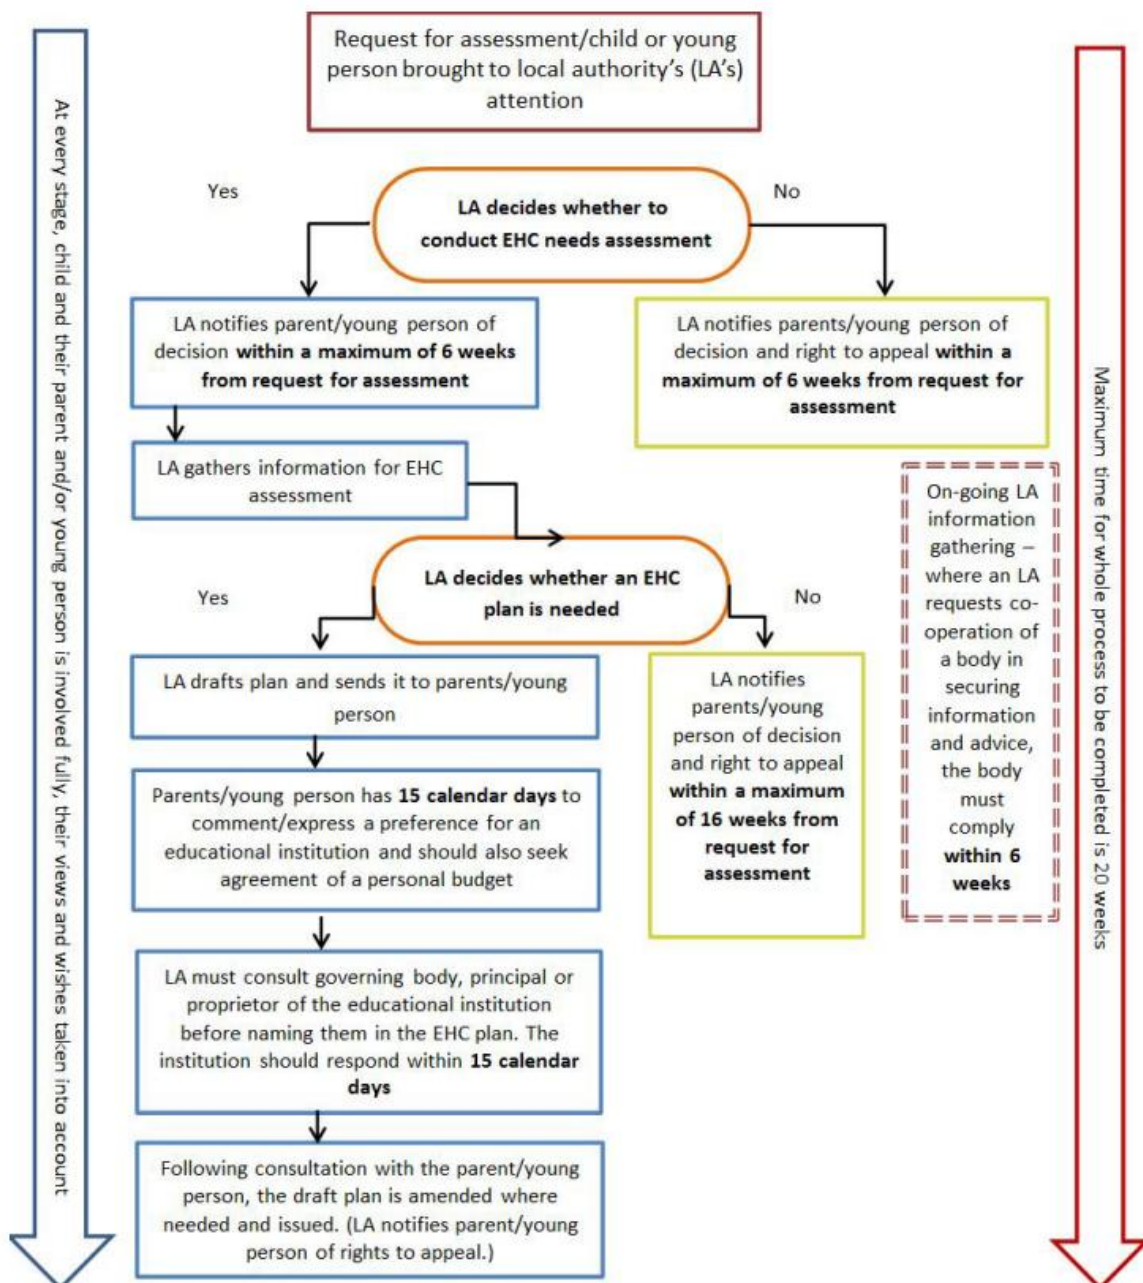 Request for assessment/child or young
person brought to local authority's (LA's)
attention
At every stage, child and their parent and/or young person is involved fully, their views and wishes taken into account
Maximum time for whole process to be completed is 20 weeks
Yes
LA decides whether to
conduct EHC needs assessment
No
LA notifies parent/young person of
decision within a maximum of 6 weeks
from request for assessment
LA notifies parents/young person of
decision and right to appeal within a
maximum of 6 weeks from request for
assessment
LA gathers information for EHC
assessment
On-going LA
information
gathering –
where an LA
requests co-
operation of
a body in
securing
information
and advice,
the body
must
comply
within 6
weeks
Yes
LA decides whether an EHC
plan is needed
No
LA drafts plan and sends it to parents/young
person
LA notifies
parents/young
person of decision
and right to appeal
within a maximum
of 16 weeks from
request for
assessment
Parents/young person has 15 calendar days to
comment/express a preference for an
educational institution and should also seek
agreement of a personal budget
LA must consult governing body, principal or
proprietor of the educational institution
before naming them in the EHC plan. The
institution should respond within 15 calendar
days
Following consultation with the parent/young
person, the draft plan is amended where
needed and issued. (LA notifies parent/young
person of rights to appeal.)